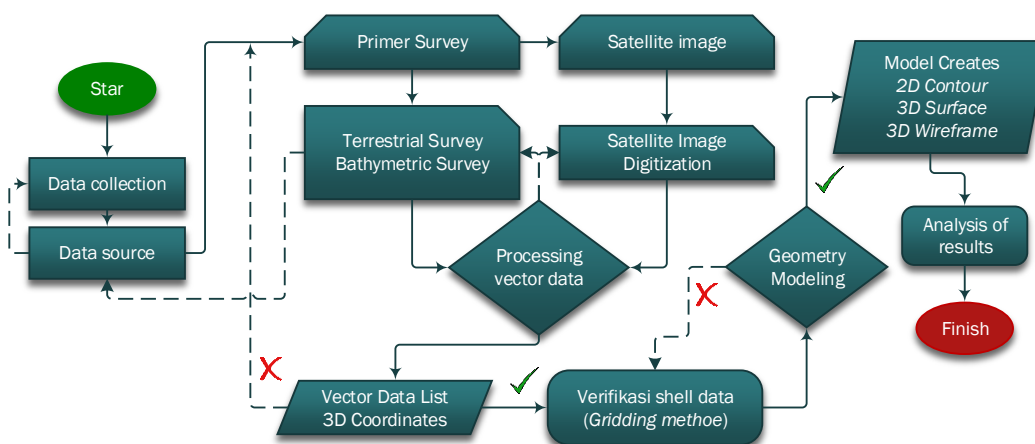 Star
Data collection
Data source
Primer Survey
Satellite image
Terrestrial Survey
Bathymetric Survey
Satellite Image
Digitization
Processing
vector data
Vector Data List
3D Coordinates
Verifikasi shell data
(Gridding methoe)
Geometry
Modeling
Model Creates
2D Contour
3D Surface
3D Wireframe
Analysis of
results
Finish